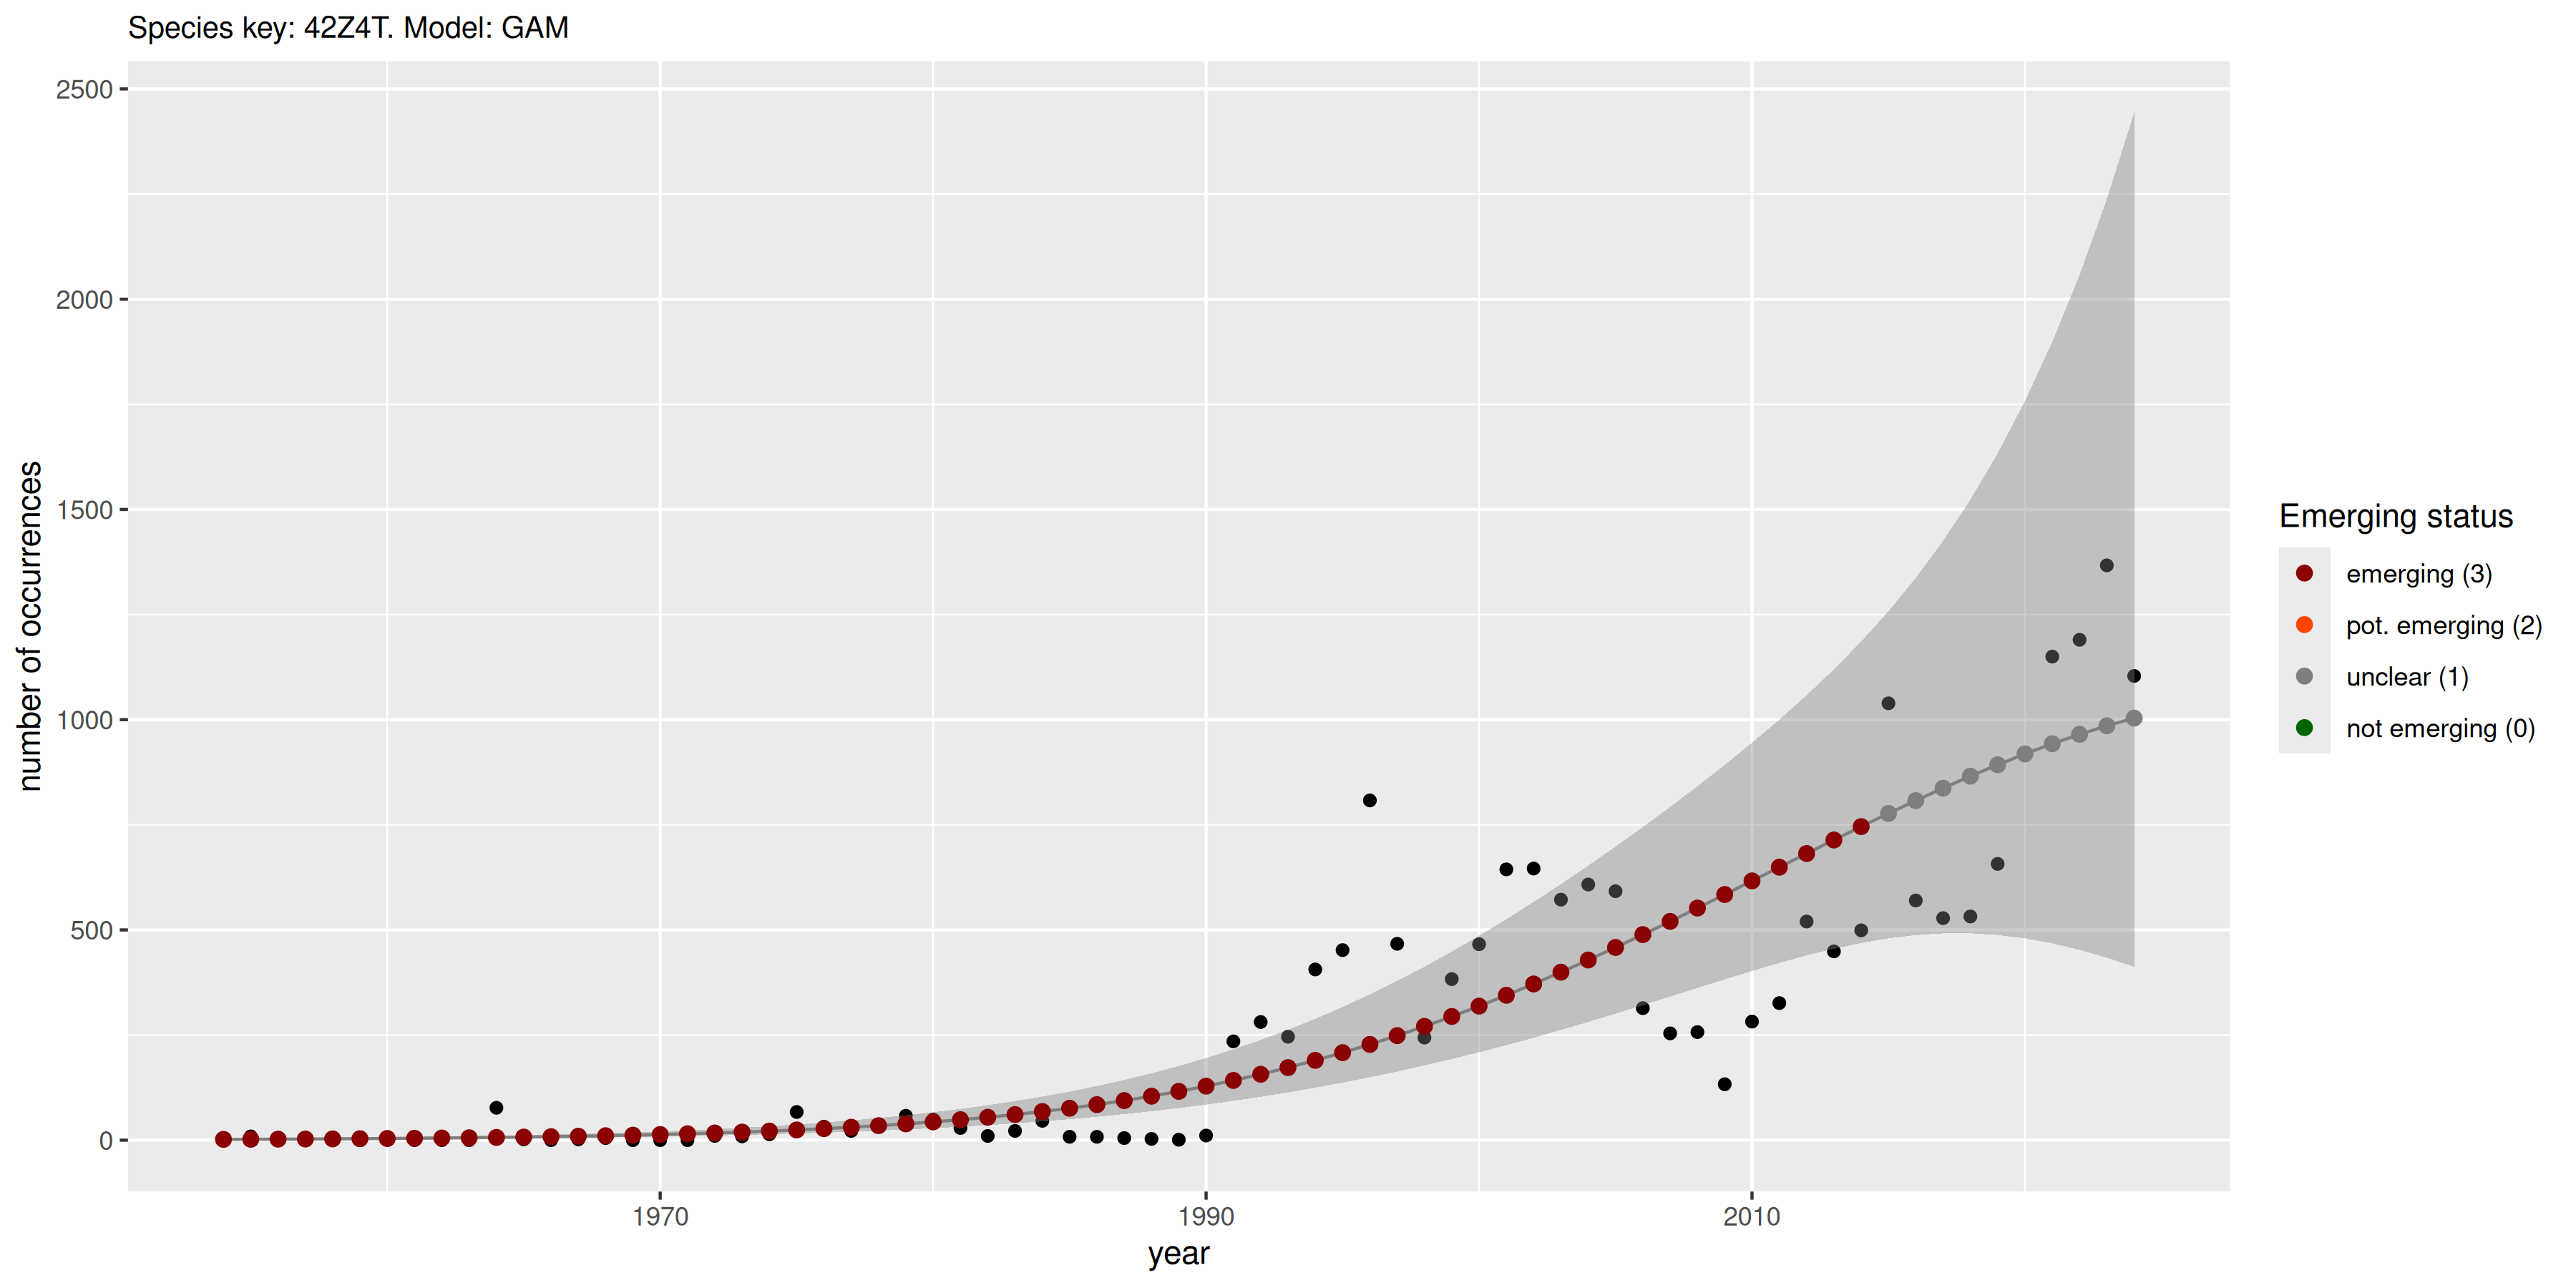 Species key: 42Z4T. Model: GAM
2500
2000
1500
1000
500
0
number of occurrences
1970
1990
2010
year
Emerging status
emerging (3)
pot. emerging (2)
unclear (1)
not emerging (0)